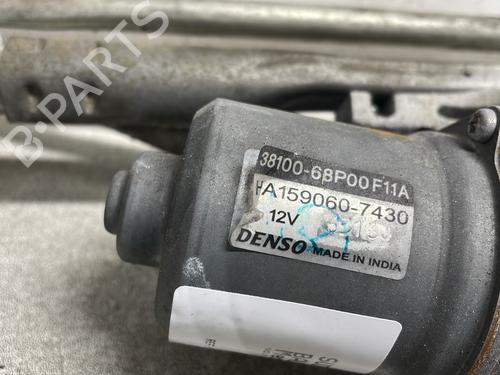 B-PARTS
38100-68P00 F11A
HA159060-7430
12V
DENSO MADE IN INDIA